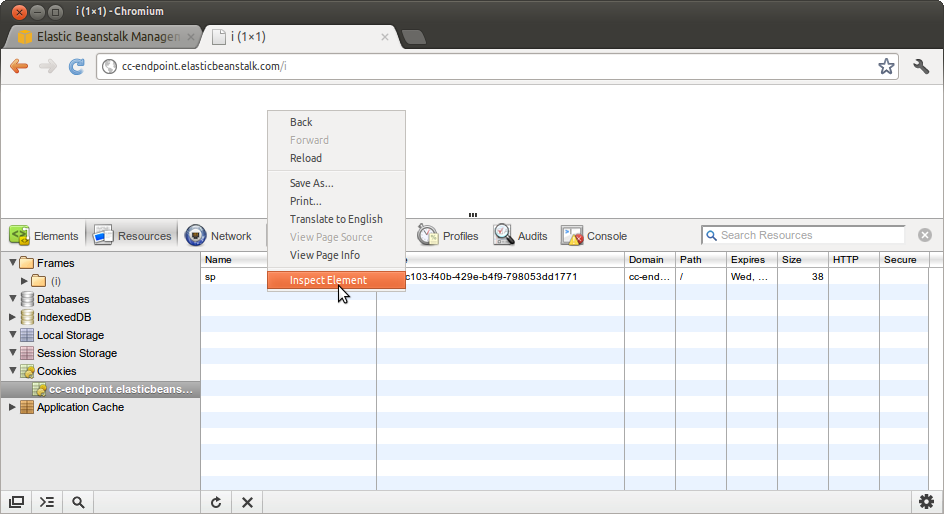 i (1×1) - Chromium
Elastic Beanstalk Managem
i (1×1)
cc-endpoint.elasticbeanstalk.com/i
Back
Forward
Reload
Save As...
Print...
Translate to English
View Page Source
View Page Info
Inspect Element
Elements Resources Network Profiles Audits Console Search Resources
Frames
(i)
Databases
IndexedDB
Local Storage
Session Storage
Cookies
cc-endpoint.elasticbeans...
Application Cache
Name Domain Path Expires Size HTTP Secure
sp c103-f40b-429e-b4f9-798053dd1771 cc-end... / Wed, ... 38